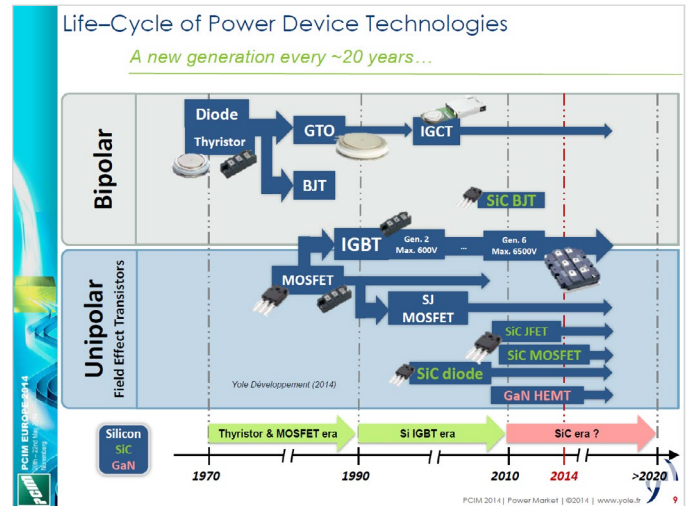 Life–Cycle of Power Device Technologies
A new generation every ~20 years…
Bipolar
Diode
Thyristor
GTO
IGCT
BJT
SiC BJT
IGBT
Gen. 2
Max. 600V
...
Gen. 6
Max. 6500V
Unipolar
Field Effect Transistors
MOSFET
SJ
MOSFET
SiC JFET
SiC MOSFET
SiC diode
GaN HEMT
Yole Développement (2014)
Silicon
SiC
GaN
Thyristor & MOSFET era
Si IGBT era
SiC era ?
1970
1990
2010
2014
>2020
PCIM EUROPE 2014
PCIM
PCIM 2014 | Power Market | ©2014 | www.yole.fr
9